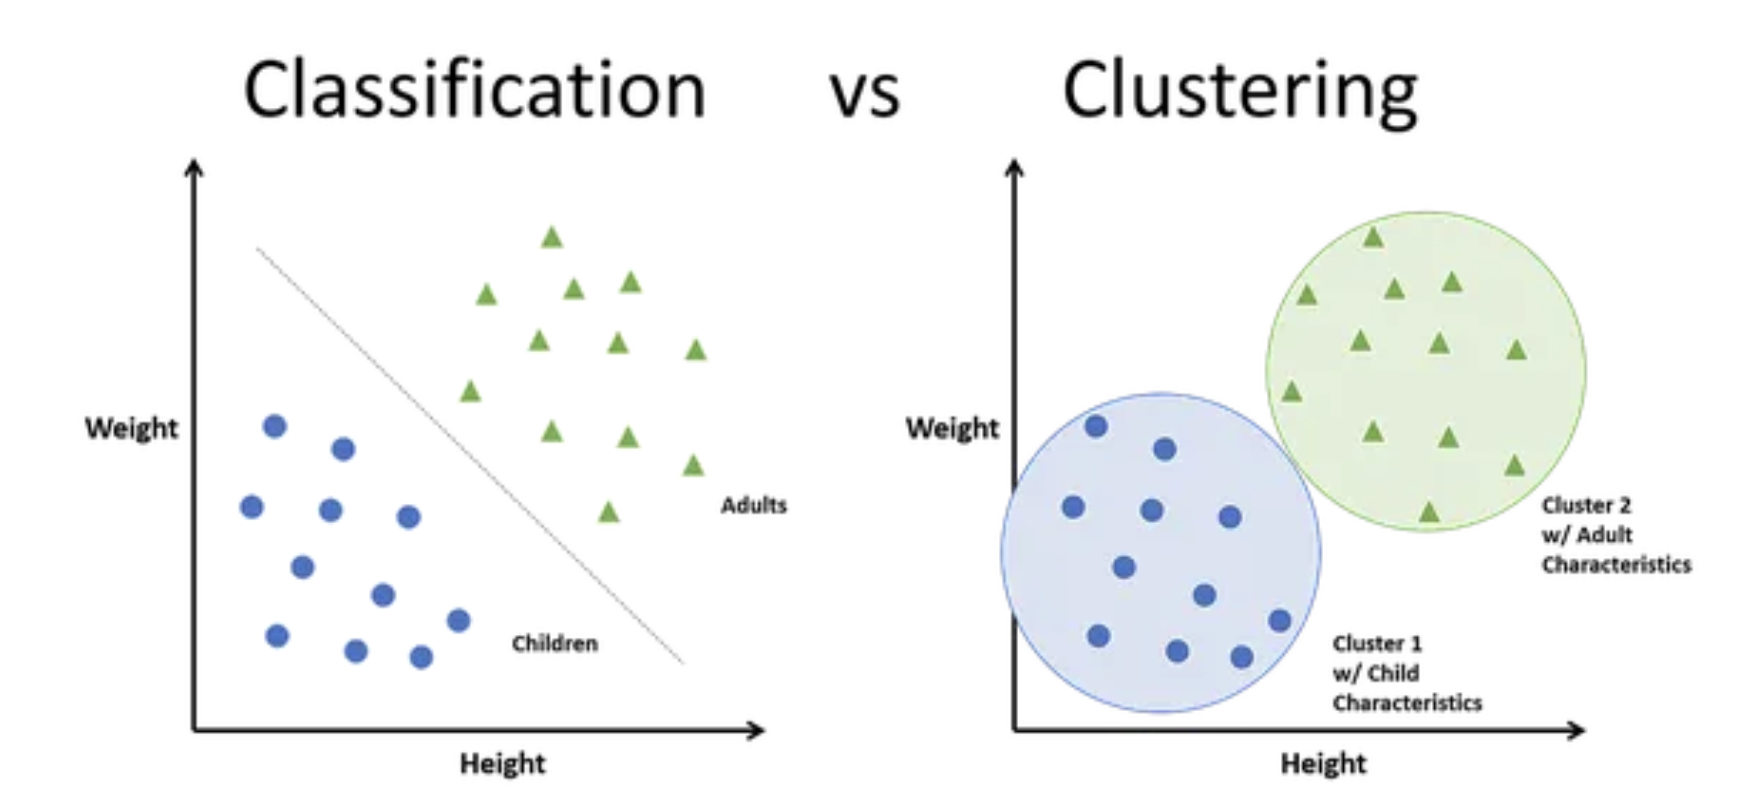 Classification vs Clustering
Weight
Adults
Children
Height
Weight
Cluster 2
w/ Adult
Characteristics
Cluster 1
w/ Child
Characteristics
Height